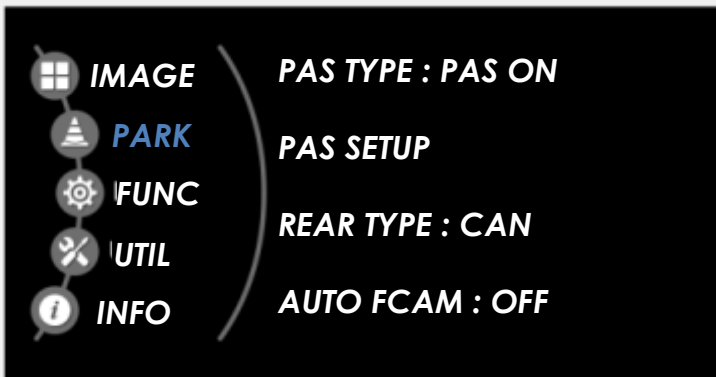 IMAGE
PARK
FUNC
UTIL
INFO
PAS TYPE : PAS ON
PAS SETUP
REAR TYPE : CAN
AUTO FCAM : OFF